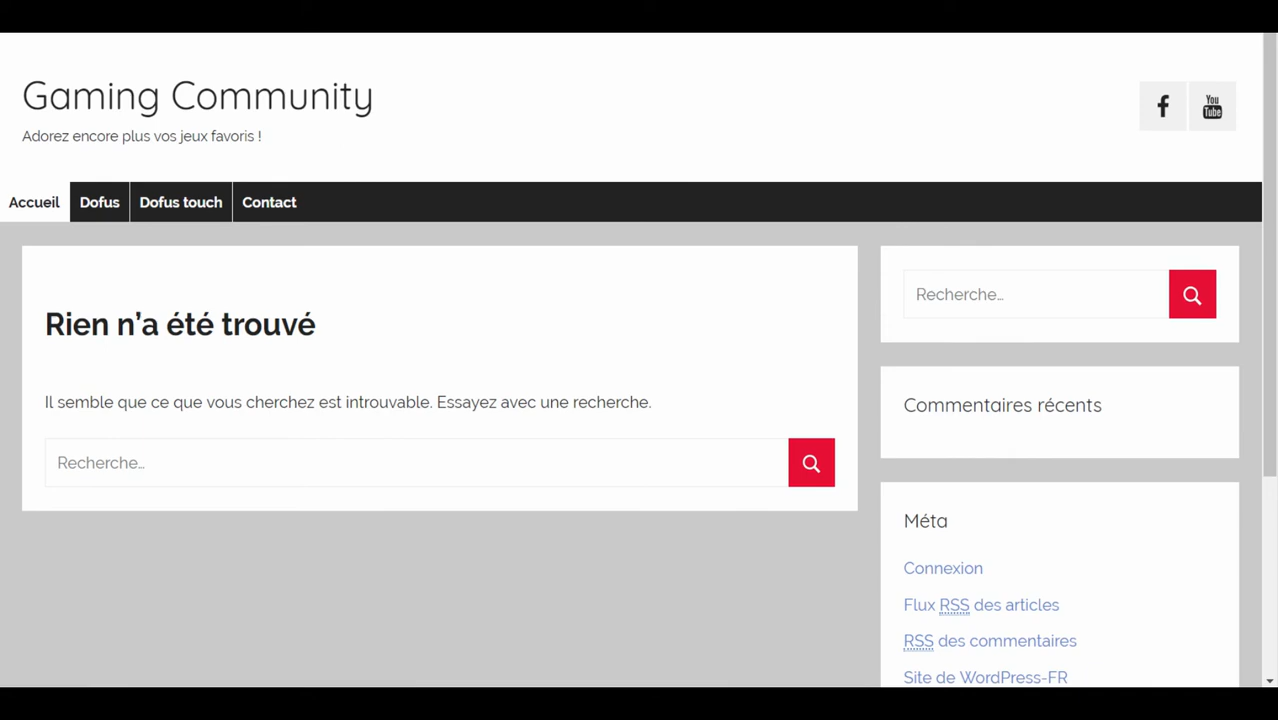 Gaming Community
Adorez encore plus vos jeux favoris !
You
Tube
Accueil
Dofus
Dofus touch
Contact
Rien n’a été trouvé
Il semble que ce que vous cherchez est introuvable. Essayez avec une recherche.
Recherche…
Recherche…
Commentaires récents
Méta
Connexion
Flux RSS des articles
RSS des commentaires
Site de WordPress-FR